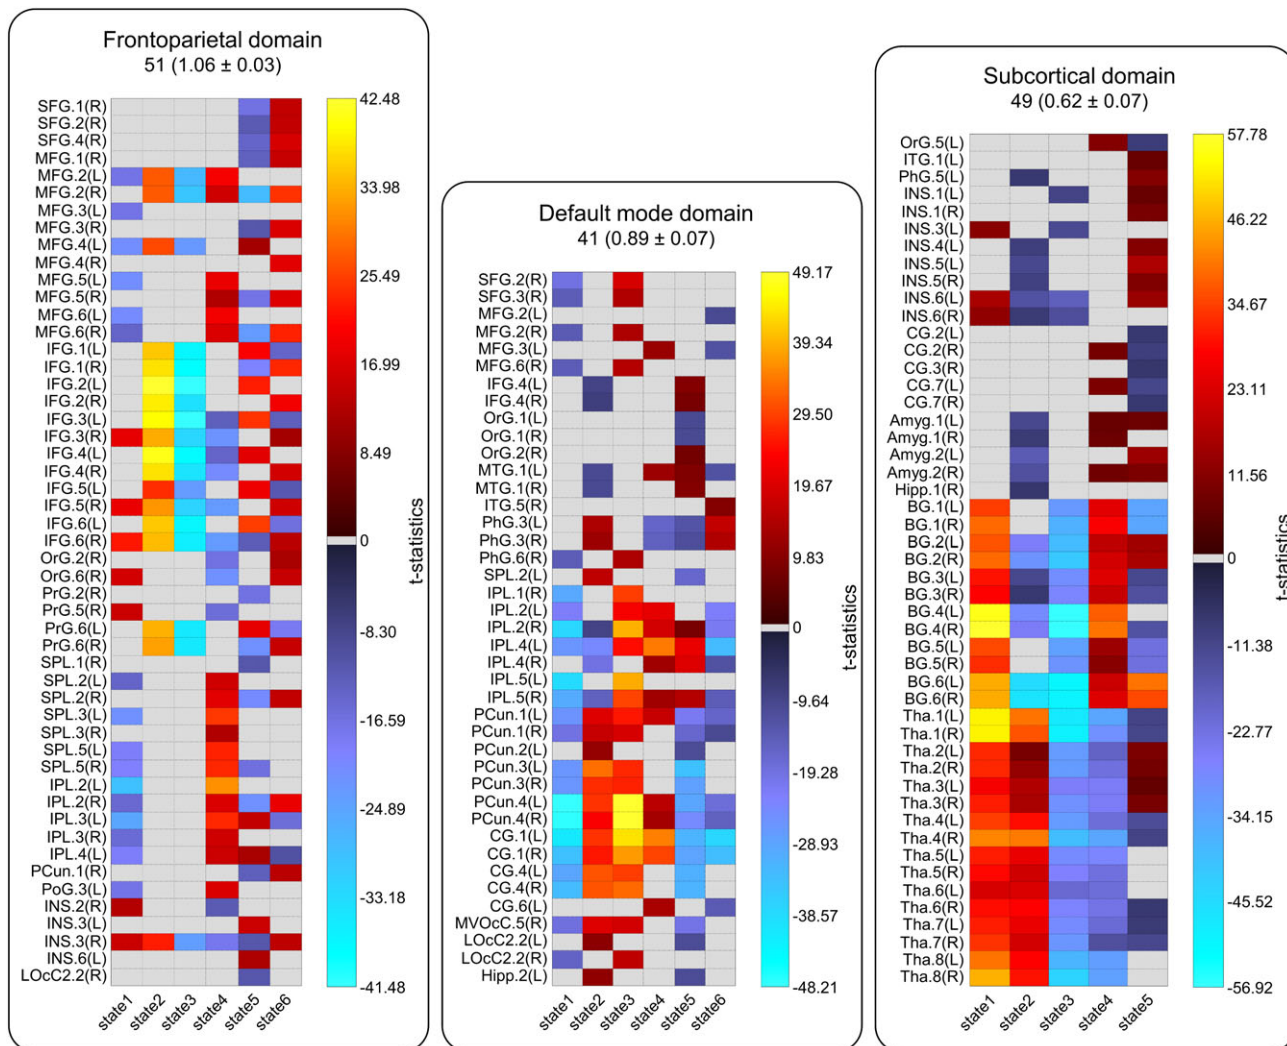 Frontoparietal domain
51 (1.06 ± 0.03)
SFG.1(R)
SFG.2(R)
SFG.4(R)
MFG.1(R)
MFG.2(L)
MFG.2(R)
MFG.3(L)
MFG.3(R)
MFG.4(L)
MFG.4(R)
MFG.5(L)
MFG.5(R)
MFG.6(L)
MFG.6(R)
IFG.1(L)
IFG.1(R)
IFG.2(L)
IFG.2(R)
IFG.3(L)
IFG.3(R)
IFG.4(L)
IFG.4(R)
IFG.5(L)
IFG.5(R)
IFG.6(L)
IFG.6(R)
OrG.2(R)
OrG.6(R)
PrG.2(R)
PrG.5(R)
PrG.6(L)
PrG.6(R)
SPL.1(R)
SPL.2(L)
SPL.2(R)
SPL.3(L)
SPL.3(R)
SPL.5(L)
SPL.5(R)
IPL.2(L)
IPL.2(R)
IPL.3(L)
IPL.3(R)
IPL.4(L)
PCun.1(R)
PoG.3(L)
INS.2(R)
INS.3(L)
INS.3(R)
INS.6(L)
LOcC2.2(R)
state1
state2
state3
state4
state5
state6
42.48
33.98
25.49
16.99
8.49
0
-8.30
-16.59
-24.89
-33.18
-41.48
t-statistics
Default mode domain
41 (0.89 ± 0.07)
SFG.2(R)
SFG.3(R)
MFG.2(L)
MFG.2(R)
MFG.3(L)
MFG.6(R)
IFG.4(L)
IFG.4(R)
OrG.1(L)
OrG.1(R)
OrG.2(R)
MTG.1(L)
MTG.1(R)
ITG.5(R)
PhG.3(L)
PhG.3(R)
PhG.6(R)
SPL.2(L)
IPL.1(R)
IPL.2(L)
IPL.2(R)
IPL.4(L)
IPL.4(R)
IPL.5(L)
IPL.5(R)
PCun.1(L)
PCun.1(R)
PCun.2(L)
PCun.3(L)
PCun.3(R)
PCun.4(L)
PCun.4(R)
CG.1(L)
CG.1(R)
CG.4(L)
CG.4(R)
CG.6(L)
MVOcC.5(R)
LOcC2.2(L)
LOcC2.2(R)
Hipp.2(L)
state1
state2
state3
state4
state5
state6
49.17
39.34
29.50
19.67
9.83
0
-9.64
-19.28
-28.93
-38.57
-48.21
t-statistics
Subcortical domain
49 (0.62 ± 0.07)
OrG.5(L)
ITG.1(L)
PhG.5(L)
INS.1(L)
INS.1(R)
INS.3(L)
INS.4(L)
INS.5(L)
INS.5(R)
INS.6(L)
INS.6(R)
CG.2(L)
CG.2(R)
CG.3(R)
CG.7(L)
CG.7(R)
Amyg.1(L)
Amyg.1(R)
Amyg.2(L)
Amyg.2(R)
Hipp.1(R)
BG.1(L)
BG.1(R)
BG.2(L)
BG.2(R)
BG.3(L)
BG.3(R)
BG.4(L)
BG.4(R)
BG.5(L)
BG.5(R)
BG.6(L)
BG.6(R)
Tha.1(L)
Tha.1(R)
Tha.2(L)
Tha.2(R)
Tha.3(L)
Tha.3(R)
Tha.4(L)
Tha.4(R)
Tha.5(L)
Tha.5(R)
Tha.6(L)
Tha.6(R)
Tha.7(L)
Tha.7(R)
Tha.8(L)
Tha.8(R)
state1
state2
state3
state4
state5
57.78
46.22
34.67
23.11
11.56
0
-11.38
-22.77
-34.15
-45.52
-56.92
t-statistics